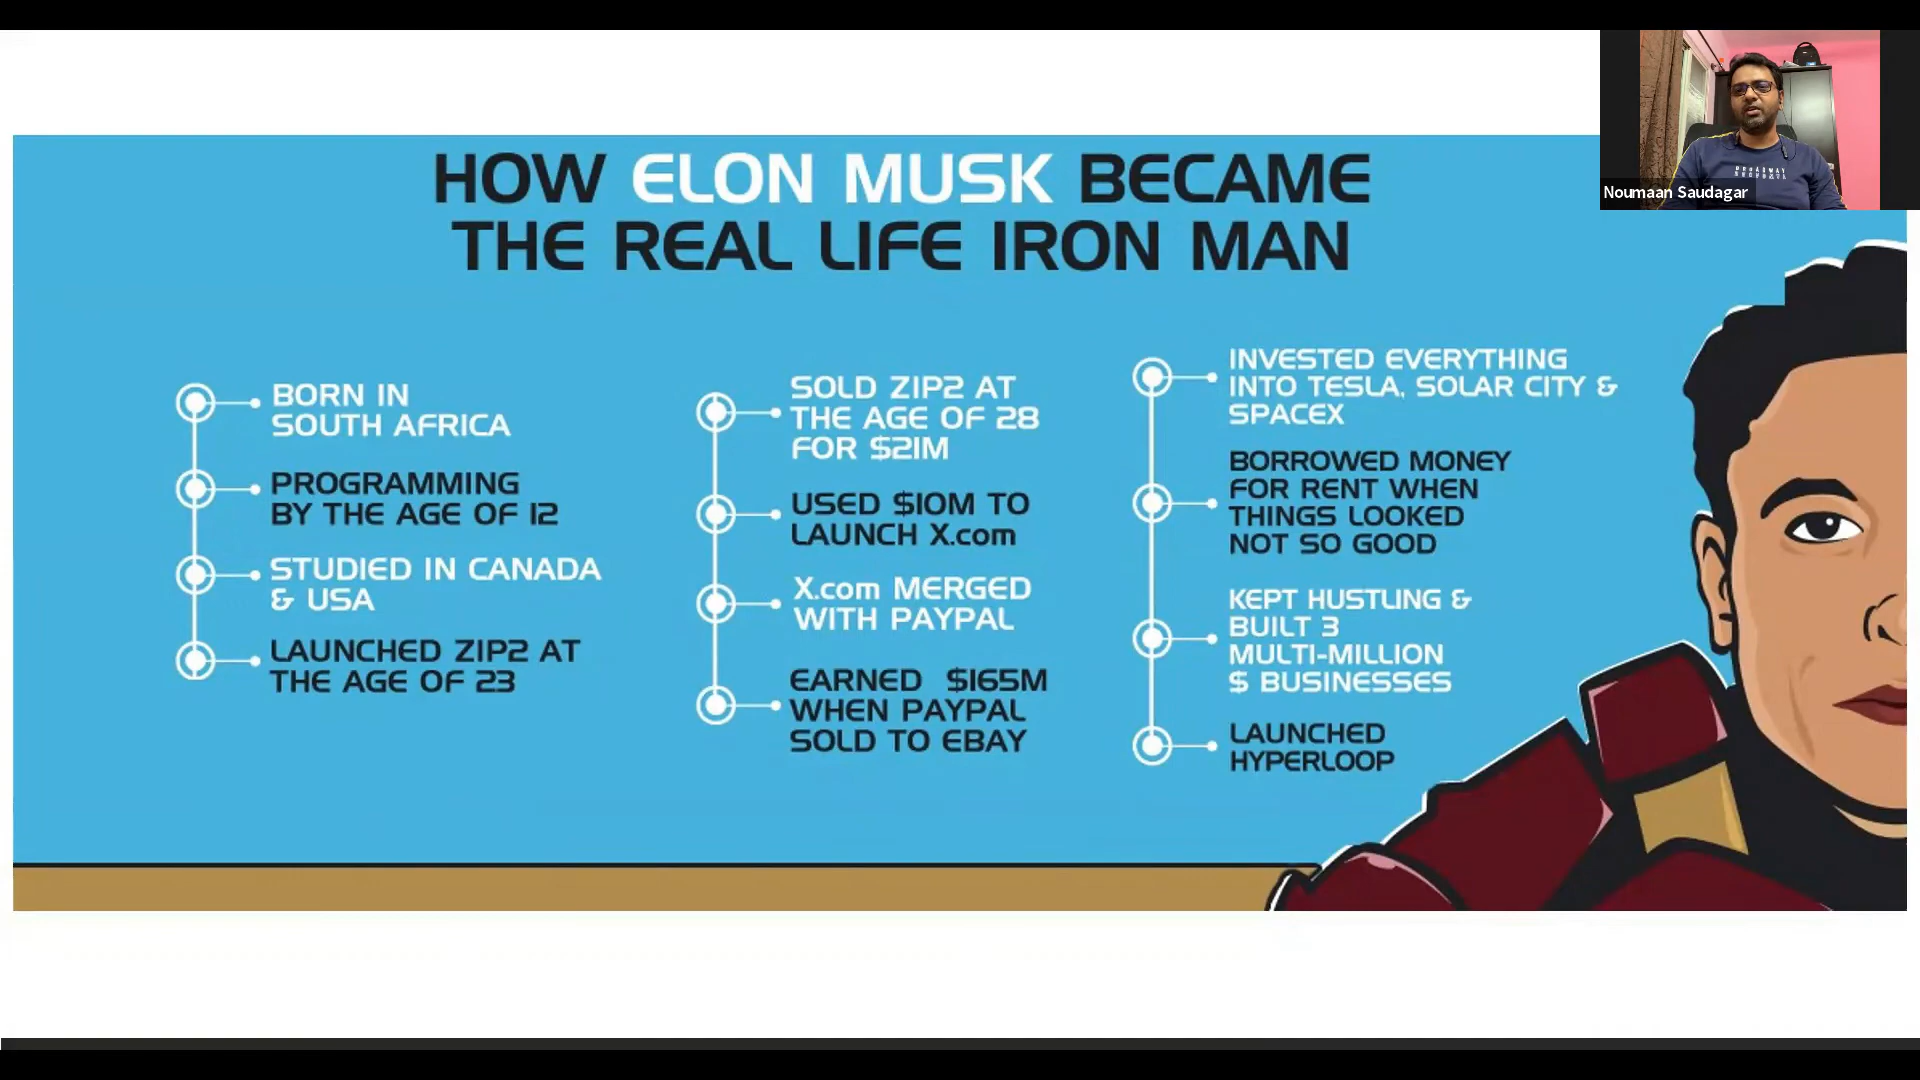 HOW ELON MUSK BECAME
THE REAL LIFE IRON MAN
BORN IN
SOUTH AFRICA
PROGRAMMING
BY THE AGE OF 12
STUDIED IN CANADA
& USA
LAUNCHED ZIP2 AT
THE AGE OF 23
SOLD ZIP2 AT
THE AGE OF 28
FOR $21M
USED $10M TO
LAUNCH X.com
X.com MERGED
WITH PAYPAL
EARNED $165M
WHEN PAYPAL
SOLD TO EBAY
INVESTED EVERYTHING
INTO TESLA, SOLAR CITY &
SPACEX
BORROWED MONEY
FOR RENT WHEN
THINGS LOOKED
NOT SO GOOD
KEPT HUSTLING &
BUILT 3
MULTI-MILLION
$ BUSINESSES
LAUNCHED
HYPERLOOP
Noumaan Saudagar